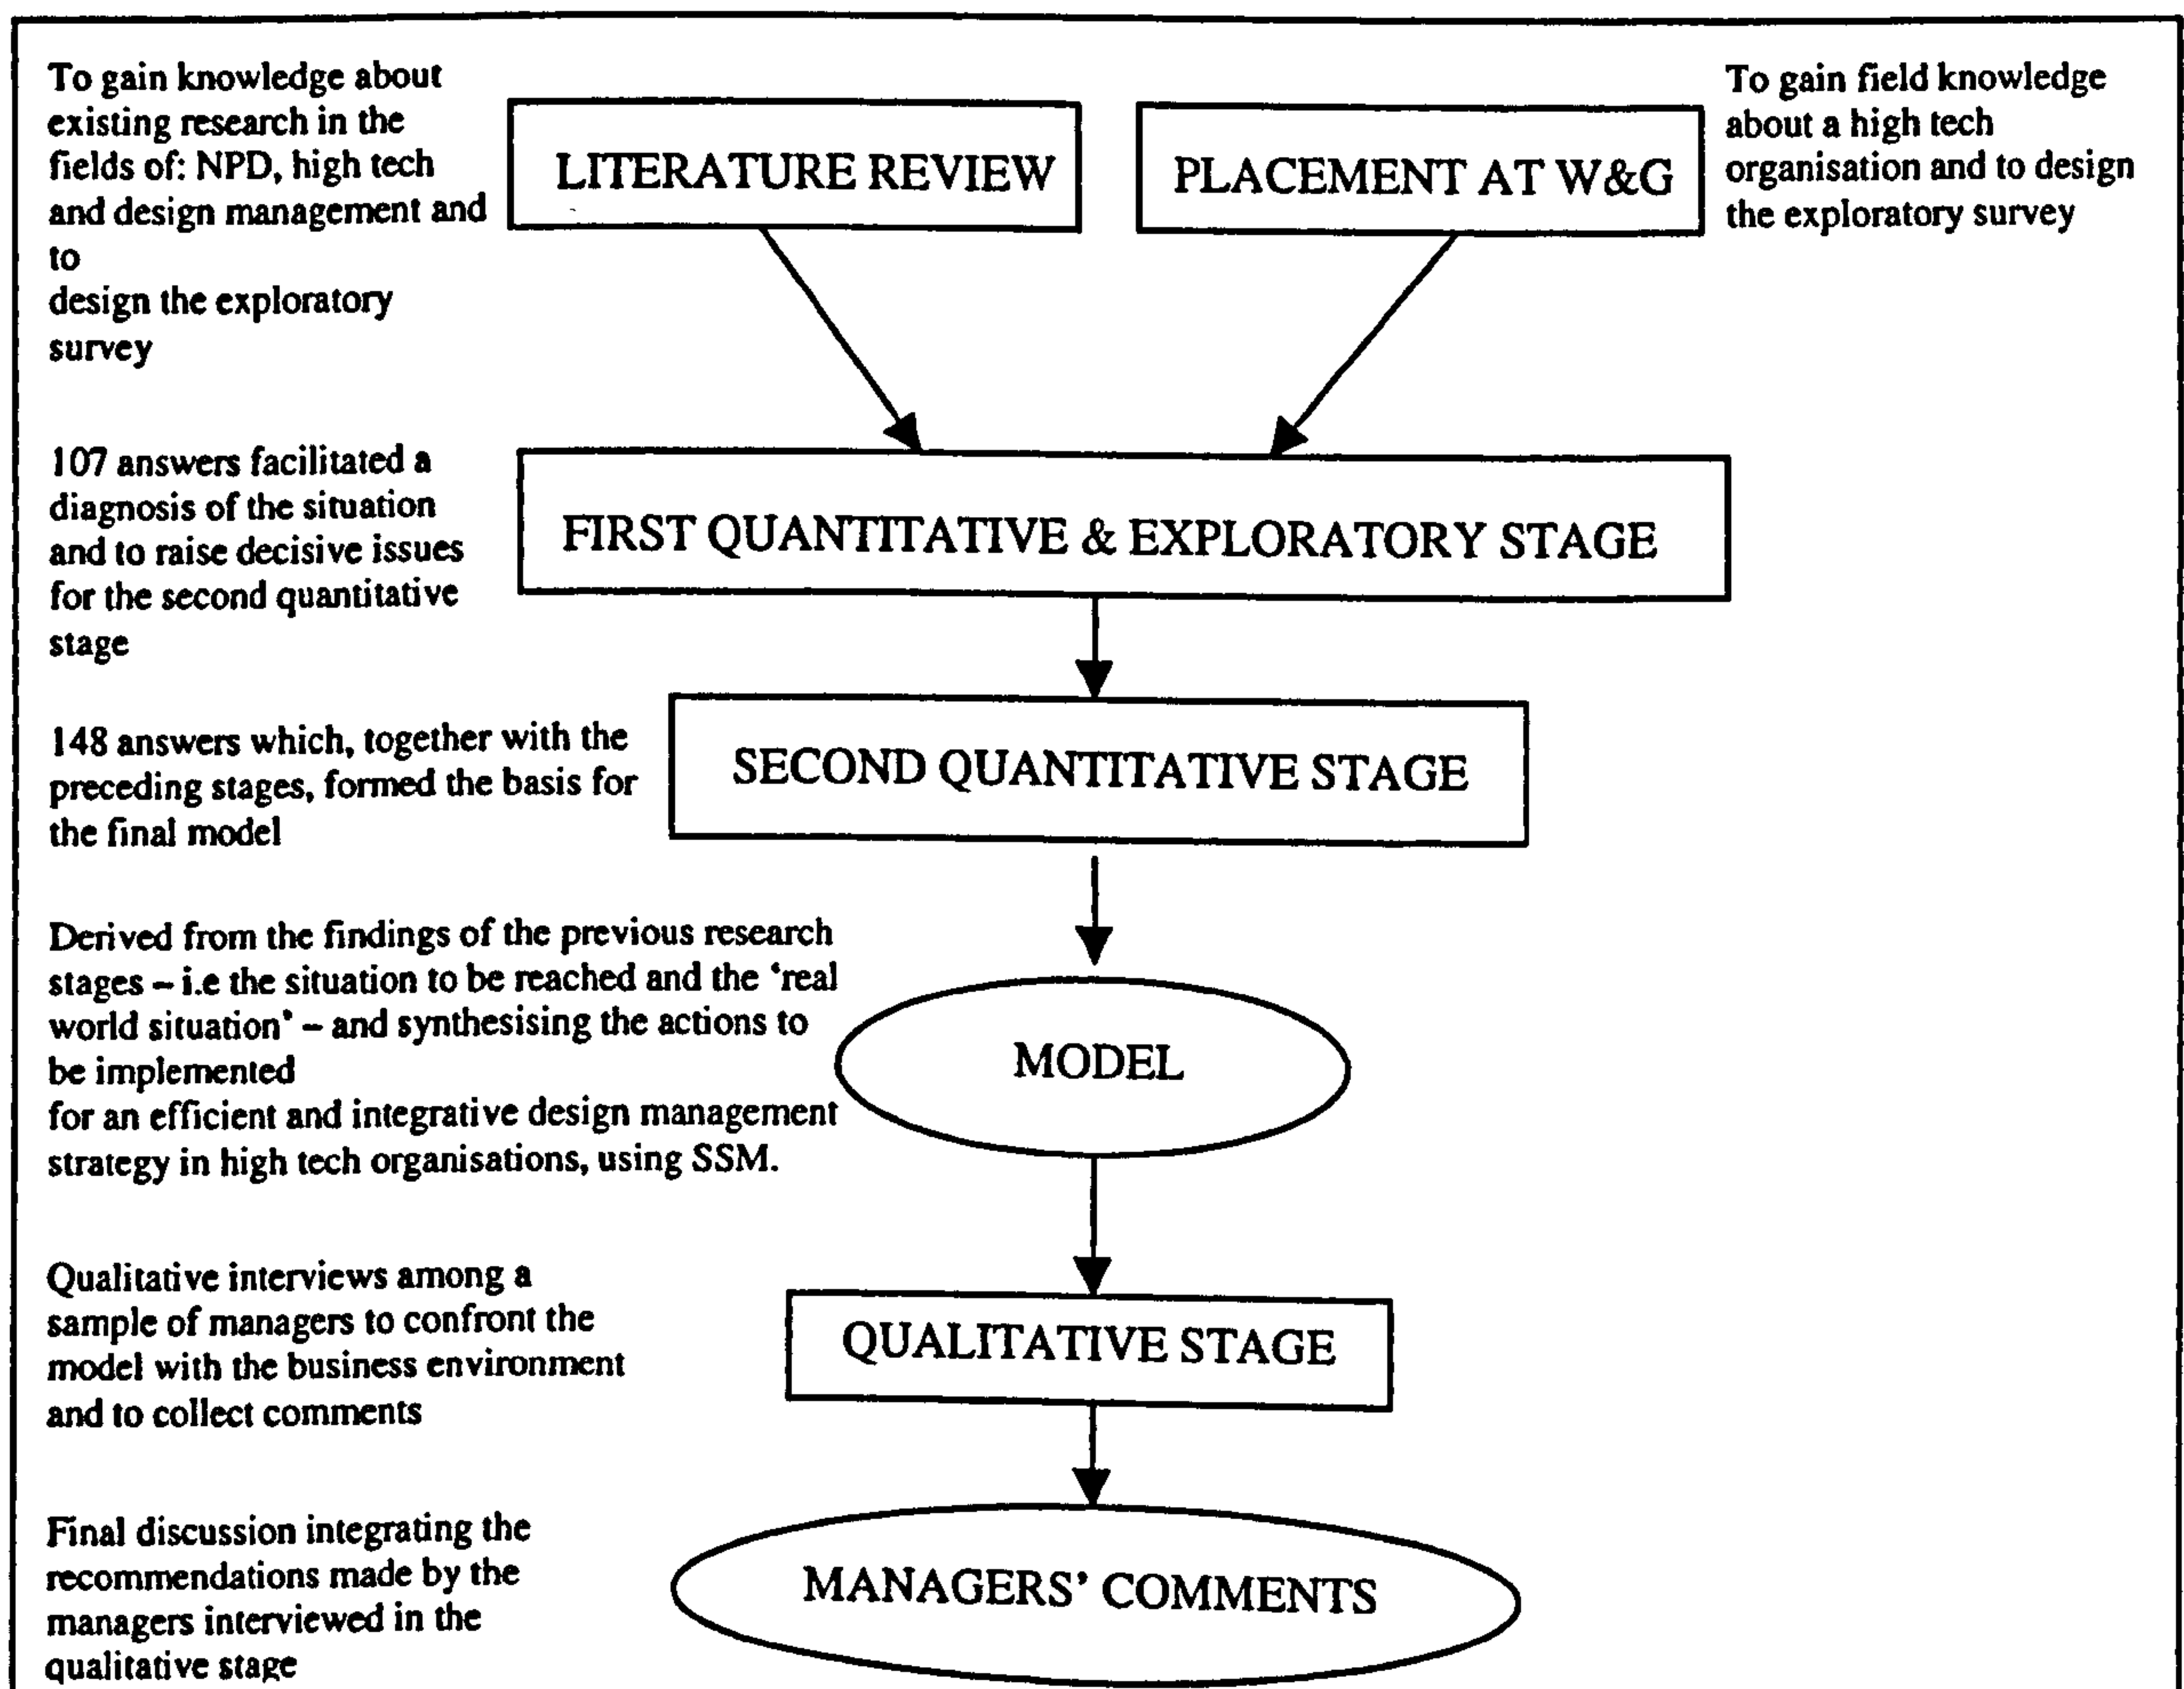 To gain knowledge about
existing research in the
fields of: NPD, high tech
and design management and
to
design the exploratory
survey
LITERATURE REVIEW
PLACEMENT AT W&G
To gain field knowledge
about a high tech
organisation and to design
the exploratory survey
107 answers facilitated a
diagnosis of the situation
and to raise decisive issues
for the second quantitative
stage
FIRST QUANTITATIVE & EXPLORATORY STAGE
148 answers which, together with the
preceding stages, formed the basis for
the final model
SECOND QUANTITATIVE STAGE
Derived from the findings of the previous research
stages – i.e the situation to be reached and the ‘real
world situation’ – and synthesising the actions to
be implemented
for an efficient and integrative design management
strategy in high tech organisations, using SSM.
MODEL
Qualitative interviews among a
sample of managers to confront the
model with the business environment
and to collect comments
QUALITATIVE STAGE
Final discussion integrating the
recommendations made by the
managers interviewed in the
qualitative stage
MANAGERS’ COMMENTS